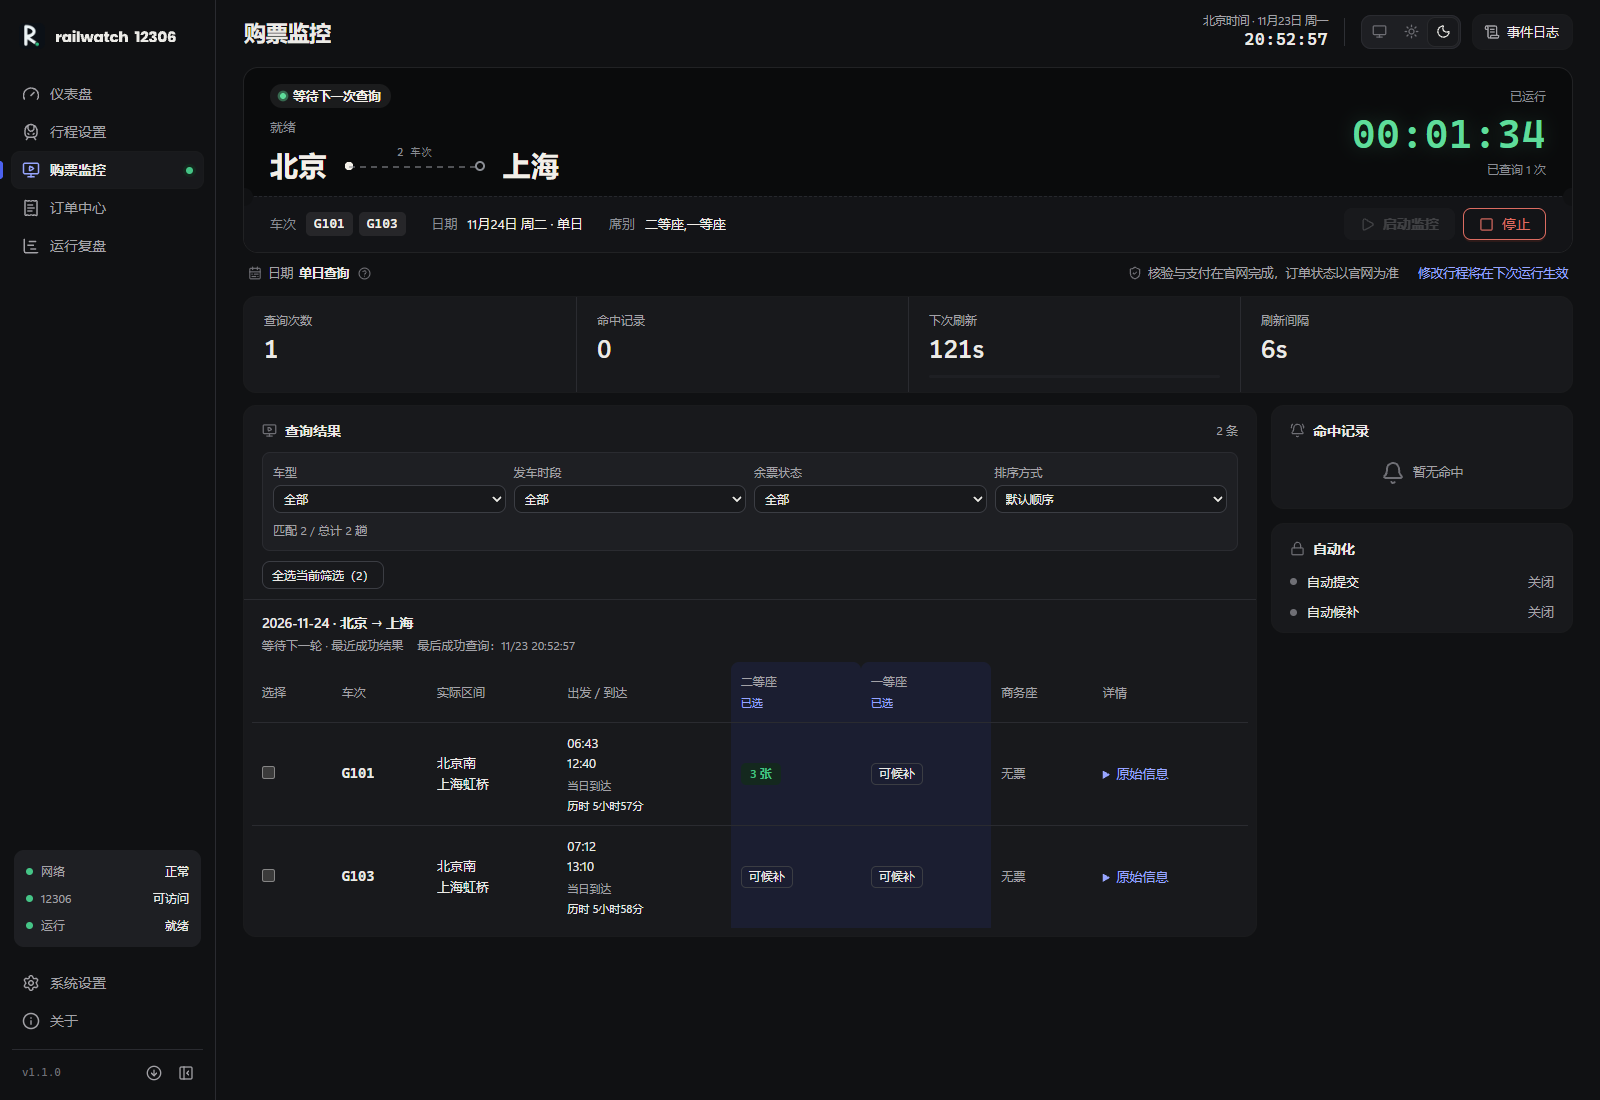 railwatch 12306
仪表盘
行程设置
购票监控
订单中心
运行复盘
网络 正常
12306 可访问
运行 就绪
系统设置
关于
v1.1.0
购票监控
北京时间 · 11月23日 周一
20:52:57
事件日志
等待下一次查询
就绪
北京 2 车次 上海
已运行
00:01:34
已查询 1 次
车次 G101 G103 日期 11月24日 周二 · 单日 席别 二等座,一等座
启动监控 停止
日期 单日查询
核验与支付在官网完成，订单状态以官网为准 修改行程将在下次运行生效
查询次数
1
命中记录
0
下次刷新
121s
刷新间隔
6s
查询结果 2 条
车型 发车时段 余票状态 排序方式
全部 全部 全部 默认顺序
匹配 2 / 总计 2 趟
全选当前筛选（2）
2026-11-24 · 北京 → 上海
等待下一轮 · 最近成功结果 最后成功查询：11/23 20:52:57
选择 车次 实际区间 出发 / 到达 二等座 已选 一等座 已选 商务座 详情
G101
北京南
上海虹桥
06:43
12:40
当日到达
历时 5小时57分
3 张 可候补 无票 原始信息
G103
北京南
上海虹桥
07:12
13:10
当日到达
历时 5小时58分
可候补 可候补 无票 原始信息
命中记录
暂无命中
自动化
自动提交 关闭
自动候补 关闭